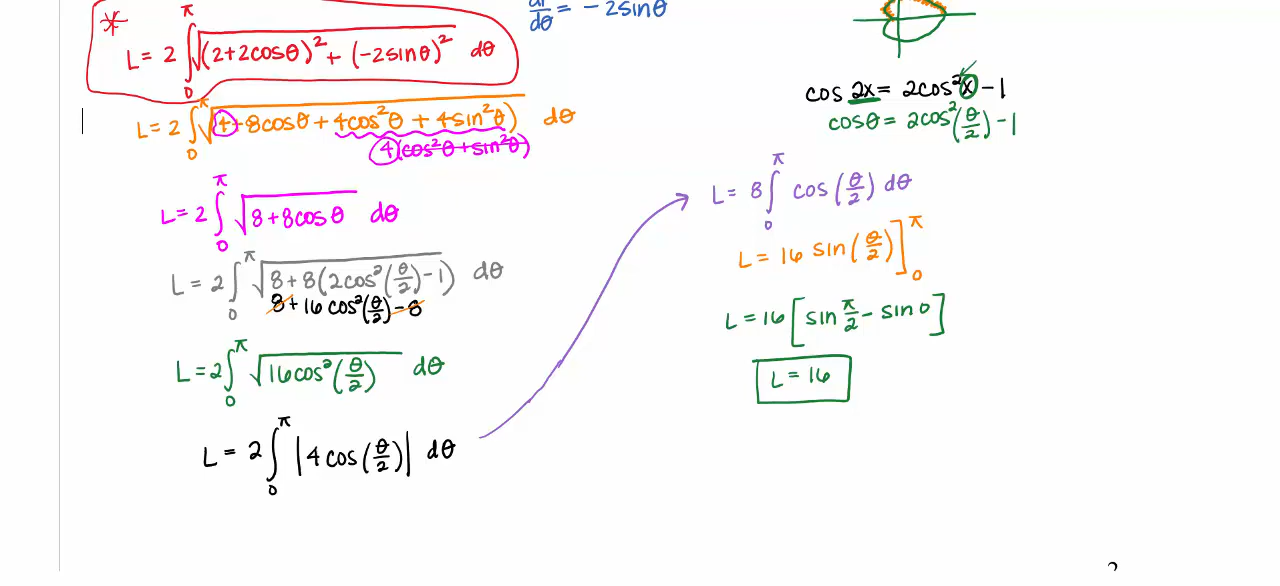 dr/dθ = -2sinθ
* L = 2 ∫₀^π √((2+2cosθ)² + (-2sinθ)²) dθ
L = 2 ∫₀^π √(4+8cosθ + 4cos²θ + 4sin²θ) dθ
4(cos²θ + sin²θ)
L = 2 ∫₀^π √(8+8cosθ) dθ
L = 2 ∫₀^π √(8+8(2cos²(θ/2)-1)) dθ
8+16cos²(θ/2)-8
L = 2 ∫₀^π √(16cos²(θ/2)) dθ
L = 2 ∫₀^π |4cos(θ/2)| dθ
cos 2x = 2cos²x - 1
cosθ = 2cos²(θ/2) - 1
L = 8 ∫₀^π cos(θ/2) dθ
L = 16 sin(θ/2)]₀^π
L = 16[sin π/2 - sin 0]
L = 16